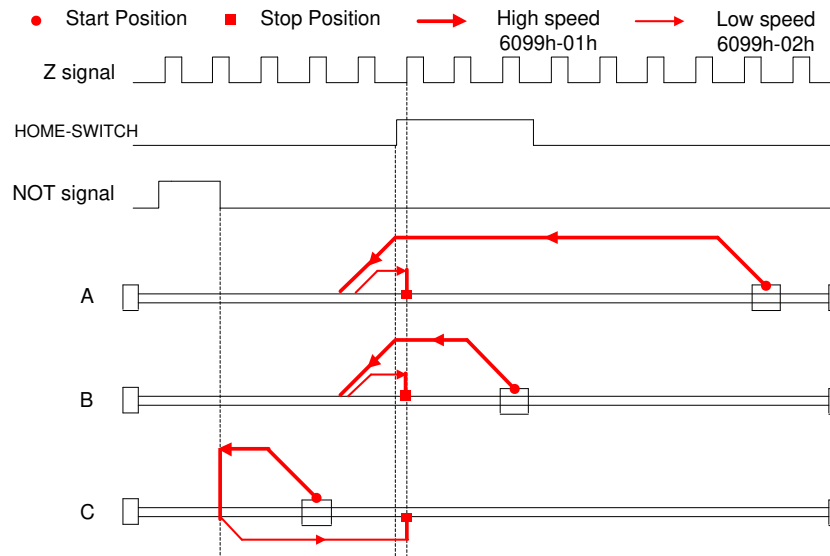 Start Position Stop Position High speed Low speed
6099h-01h 6099h-02h
Z signal
HOME-SWITCH
NOT signal
A
B
C